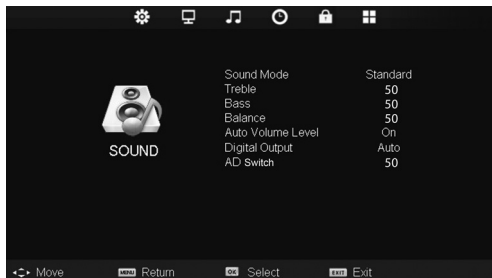 Sound Mode Standard
Treble 50
Bass 50
Balance 50
Auto Volume Level On
Digital Output Auto
AD Switch 50
SOUND
Move MENU Return OK Select EXIT Exit